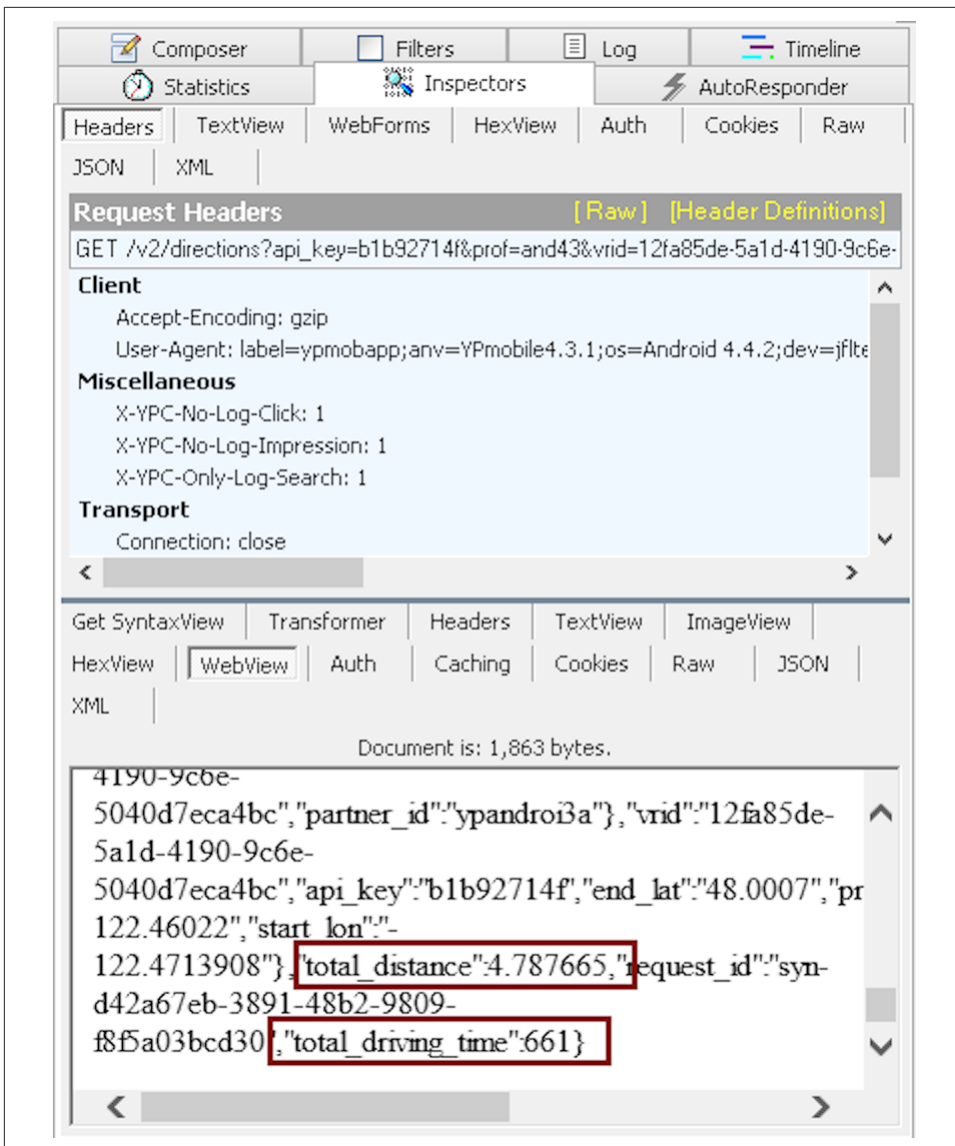 Composer Filters Log Timeline
Statistics Inspectors AutoResponder
Headers TextView WebForms HexView Auth Cookies Raw
JSON XML
Request Headers [Raw] [Header Definitions]
GET /v2/directions?api_key=b1b92714f&prof=and43&vrid=12fa85de-5a1d-4190-9c6e-
Client
Accept-Encoding: gzip
User-Agent: label=ypmobapp;anv=YPmobile4.3.1;os=Android 4.4.2;dev=jflte
Miscellaneous
X-YPC-No-Log-Click: 1
X-YPC-No-Log-Impression: 1
X-YPC-Only-Log-Search: 1
Transport
Connection: close
Get SyntaxView Transformer Headers TextView ImageView
HexView WebView Auth Caching Cookies Raw JSON
XML
Document is: 1,863 bytes.
4190-9c6e-
5040d7eca4bc","partner_id":"ypandroi3a"},"vrid":"12fa85de-
5a1d-4190-9c6e-
5040d7eca4bc","api_key":"b1b92714f","end_lat":"48.0007","pr
122.46022","start_lon":"-
122.4713908"},"total_distance":4.787665,"request_id":"syn-
d42a67eb-3891-48b2-9809-
f8f5a03bcd30","total_driving_time":661}